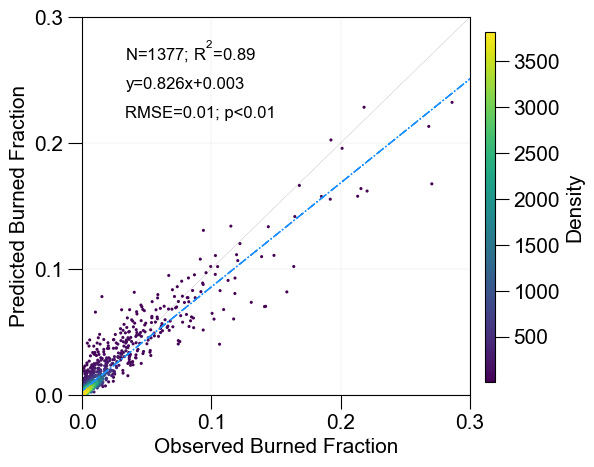 N=1377; R²=0.89
y=0.826x+0.003
RMSE=0.01; p<0.01
Predicted Burned Fraction
0.3
0.2
0.1
0.0
0.0 0.1 0.2 0.3
Observed Burned Fraction
3500
3000
2500
2000
1500
1000
500
Density